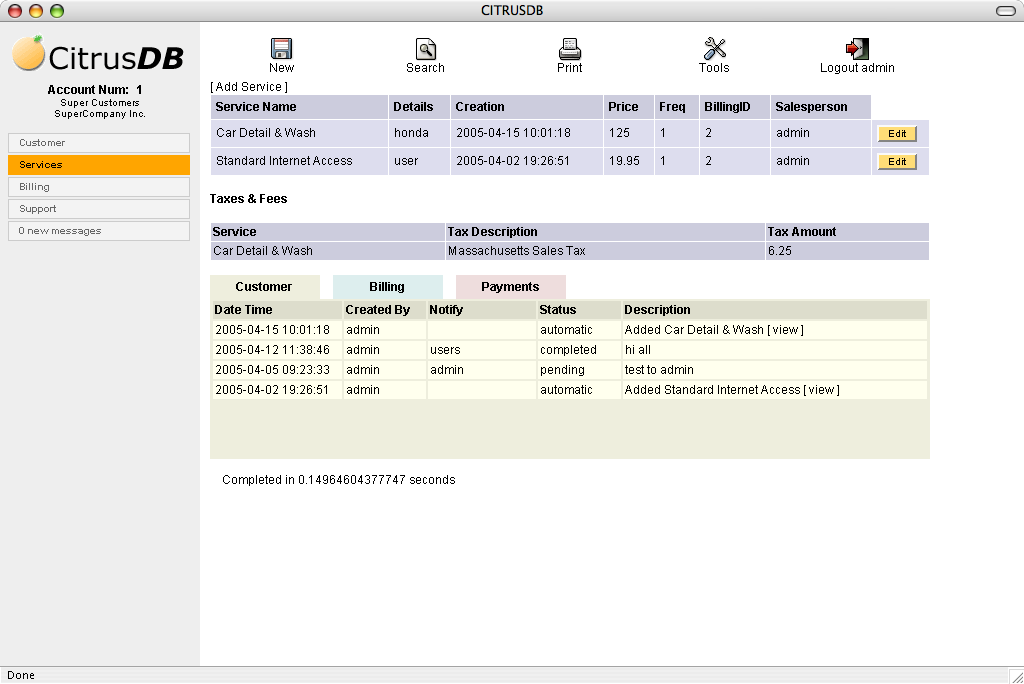 CITRUSDB
CitrusDB
Account Num: 1
Super Customers
SuperCompany Inc.
Customer
Services
Billing
Support
0 new messages
New Search Print Tools Logout admin
[ Add Service ]
Service Name Details Creation Price Freq BillingID Salesperson
Car Detail & Wash honda 2005-04-15 10:01:18 125 1 2 admin Edit
Standard Internet Access user 2005-04-02 19:26:51 19.95 1 2 admin Edit
Taxes & Fees
Service Tax Description Tax Amount
Car Detail & Wash Massachusetts Sales Tax 6.25
Customer Billing Payments
Date Time Created By Notify Status Description
2005-04-15 10:01:18 admin automatic Added Car Detail & Wash [ view ]
2005-04-12 11:38:46 admin users completed hi all
2005-04-05 09:23:33 admin admin pending test to admin
2005-04-02 19:26:51 admin automatic Added Standard Internet Access [ view ]
Completed in 0.14964604377747 seconds
Done